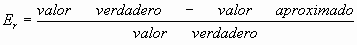 E_r = valor verdadero − valor aproximado
valor verdadero